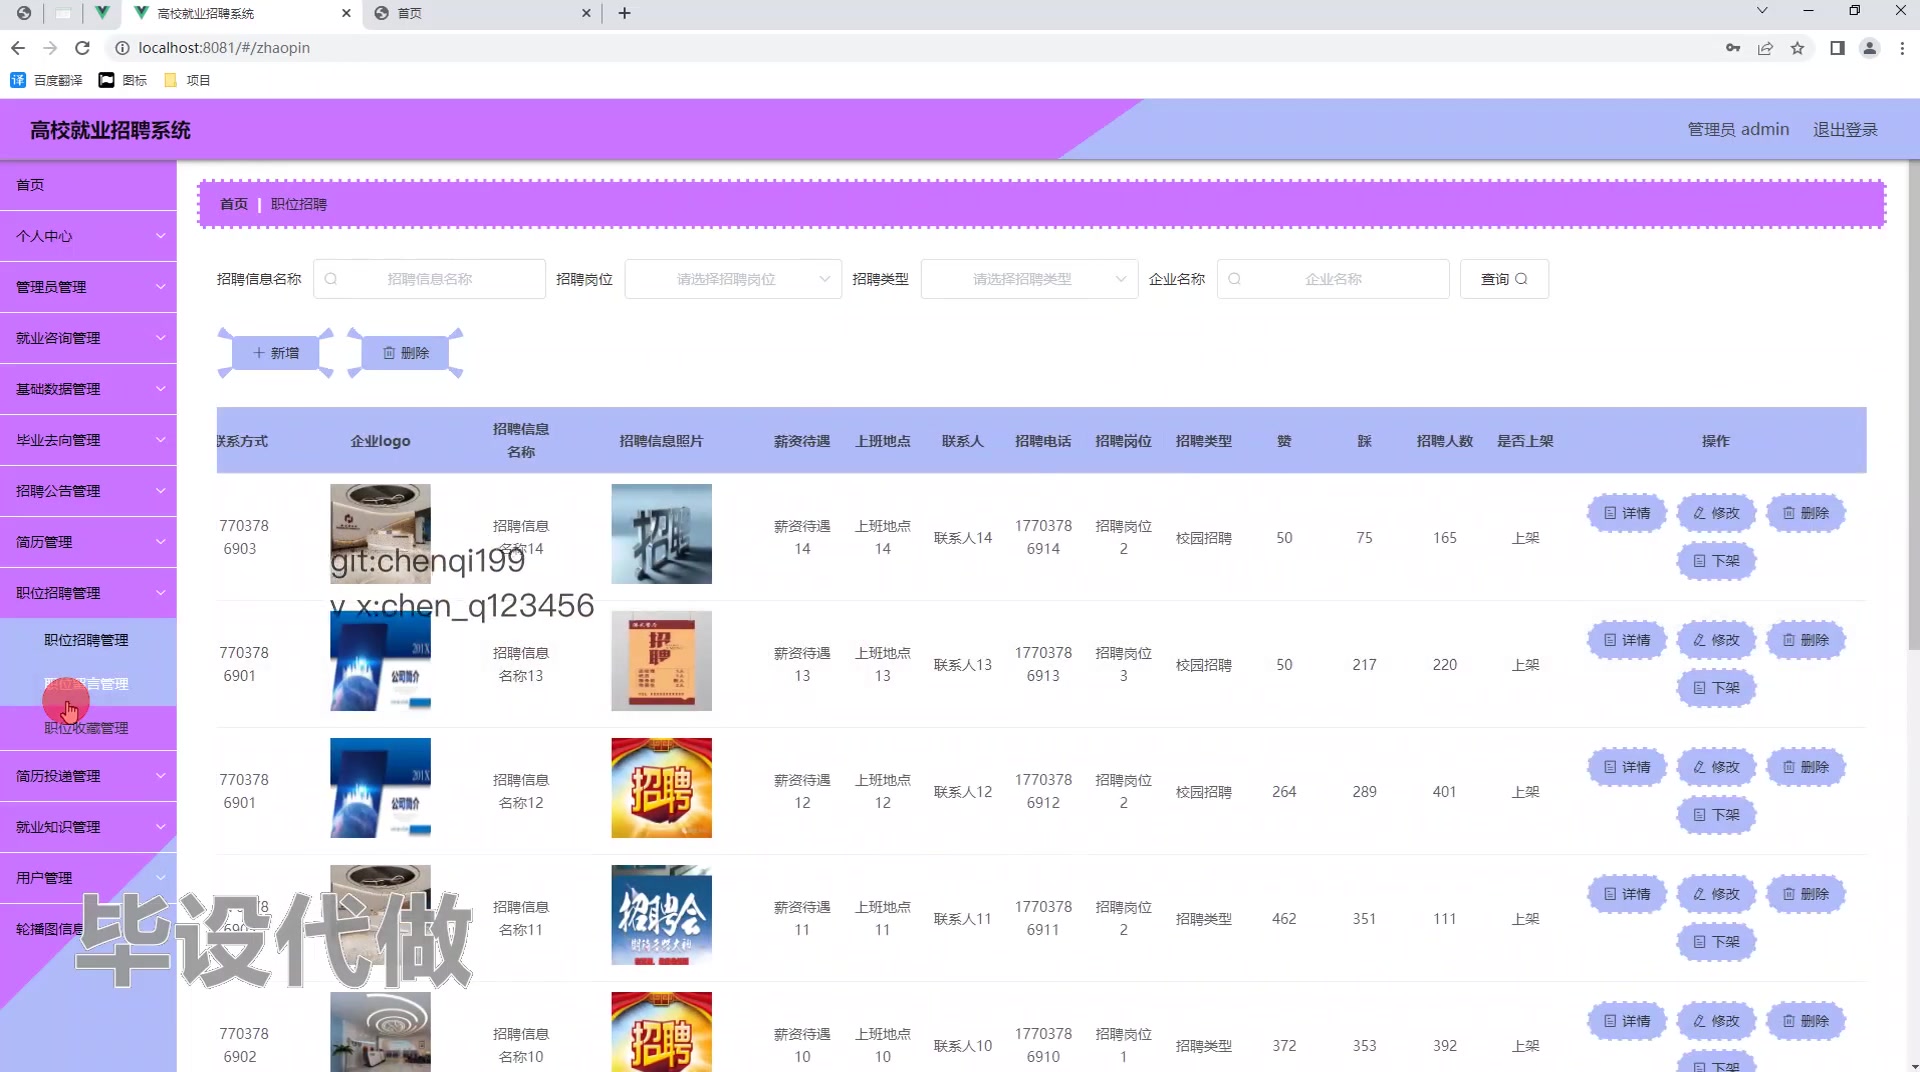 高校就业招聘系统
首页
localhost:8081/#/zhaopin
百度翻译 图标 项目
高校就业招聘系统
管理员 admin 退出登录
首页
个人中心
管理员管理
就业咨询管理
基础数据管理
毕业去向管理
招聘公告管理
简历管理
职位招聘管理
职位招聘管理
职位留言管理
职位收藏管理
简历投递管理
就业知识管理
用户管理
轮播图信息
首页 | 职位招聘
招聘信息名称 招聘信息名称 招聘岗位 请选择招聘岗位 招聘类型 请选择招聘类型 企业名称 企业名称 查询
新增 删除
联系方式 企业logo 招聘信息名称 招聘信息照片 薪资待遇 上班地点 联系人 招聘电话 招聘岗位 招聘类型 赞 踩 招聘人数 是否上架 操作
7703786903 招聘信息名称14 招聘 薪资待遇14 上班地点14 联系人14 17703786914 招聘岗位2 校园招聘 50 75 165 上架 详情 修改 删除 下架
git:chenqi199
v x:chen_q123456
7703786901 201X 公司简介 招聘信息名称13 招聘 薪资待遇13 上班地点13 联系人13 17703786913 招聘岗位3 校园招聘 50 217 220 上架 详情 修改 删除 下架
7703786901 201X 公司简介 招聘信息名称12 招聘 薪资待遇12 上班地点12 联系人12 17703786912 招聘岗位2 校园招聘 264 289 401 上架 详情 修改 删除 下架
招聘信息名称11 招聘会 薪资待遇11 上班地点11 联系人11 17703786911 招聘岗位2 招聘类型 462 351 111 上架 详情 修改 删除 下架
毕设代做
7703786902 招聘信息名称10 招聘 薪资待遇10 上班地点10 联系人10 17703786910 招聘岗位1 招聘类型 372 353 392 上架 详情 修改 删除 下架